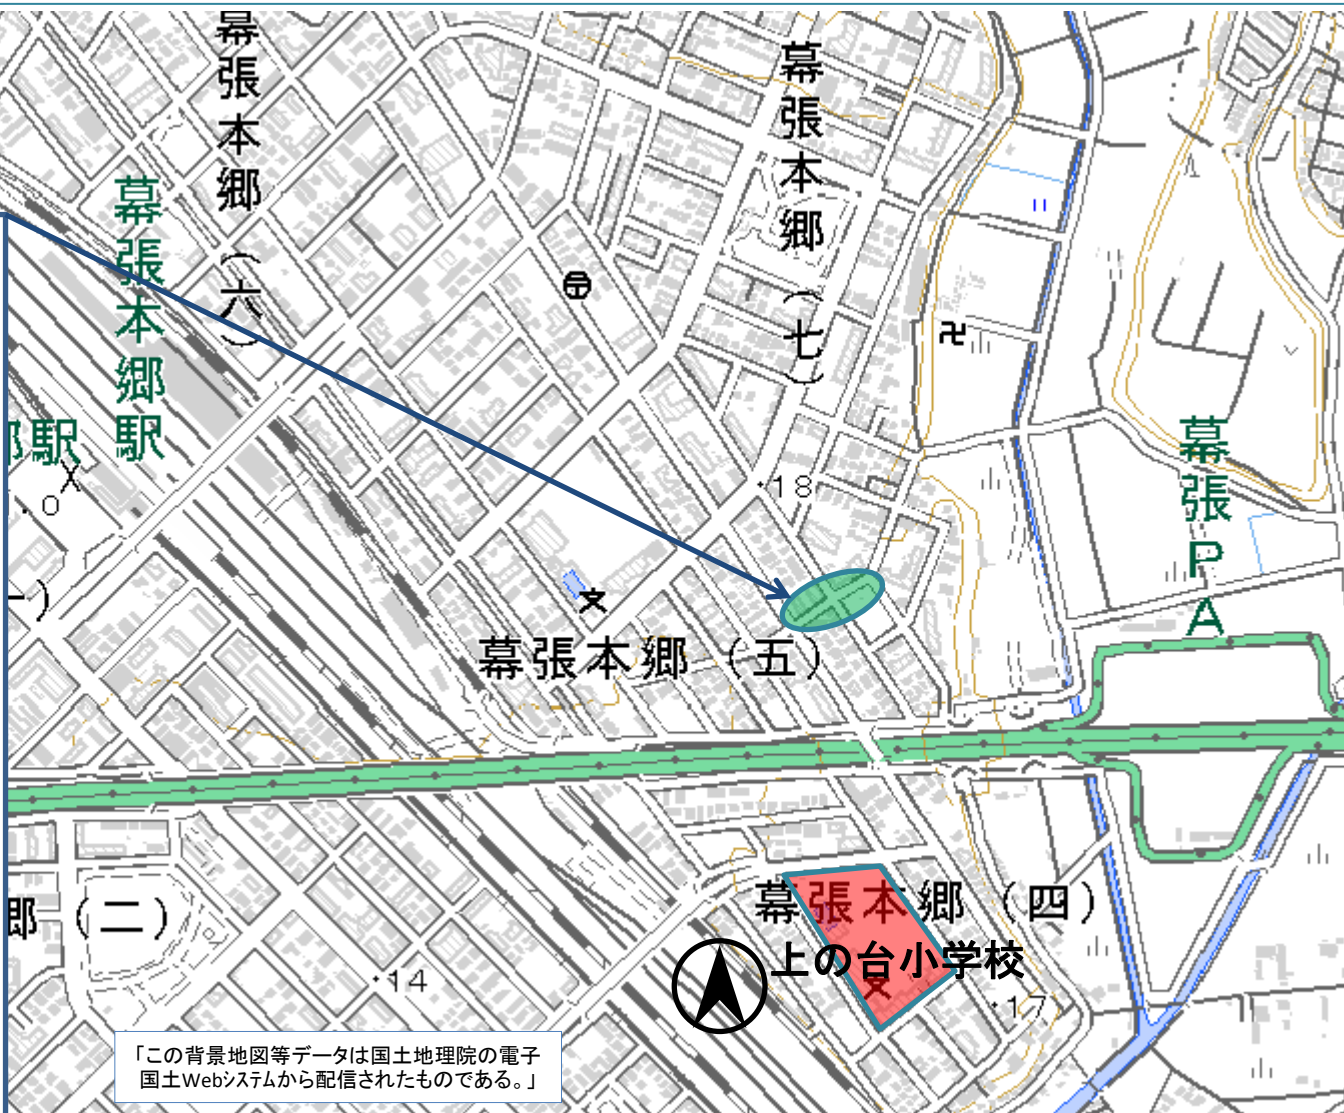 幕張本郷(六)
幕張本郷(七)
幕張本郷駅
郷駅
.0
・18
幕張PA
幕張本郷(五)
郷(二)
幕張本郷(四)
上の台小学校
・14
・17
「この背景地図等データは国土地理院の電子
国土Webシステムから配信されたものである。」